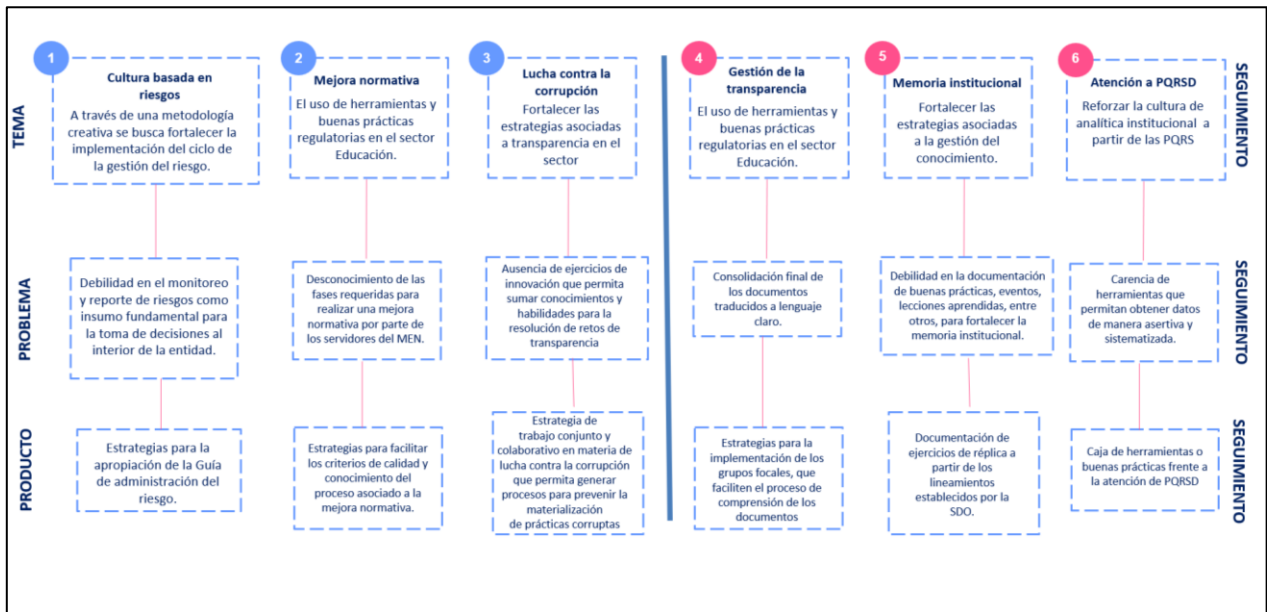 TEMA
1
Cultura basada en
riesgos
A través de una metodología
creativa se busca fortalecer la
implementación del ciclo de
la gestión del riesgo.
2
Mejora normativa
El uso de herramientas y
buenas prácticas
regulatorias en el sector
Educación.
3
Lucha contra la
corrupción
Fortalecer las
estrategias asociadas
a transparencia en el
sector
4
Gestión de la
transparencia
El uso de herramientas y
buenas prácticas
regulatorias en el sector
Educación.
5
Memoria institucional
Fortalecer las
estrategias asociadas
a la gestión del
conocimiento.
6
Atención a PQRSD
Reforzar la cultura de
analítica institucional a
partir de las PQRS
SEGUIMIENTO
PROBLEMA
Debilidad en el monitoreo
y reporte de riesgos como
insumo fundamental para
la toma de decisiones al
interior de la entidad.
Desconocimiento de las
fases requeridas para
realizar una mejora
normativa por parte de
los servidores del MEN.
Ausencia de ejercicios de
innovación que permita
sumar conocimientos y
habilidades para la
resolución de retos de
transparencia
Consolidación final de
los documentos
traducidos a lenguaje
claro.
Debilidad en la documentación
de buenas prácticas, eventos,
lecciones aprendidas, entre
otros, para fortalecer la
memoria institucional.
Carencia de
herramientas que
permitan obtener datos
de manera asertiva y
sistematizada.
SEGUIMIENTO
PRODUCTO
Estrategias para la
apropiación de la Guía
de administración del
riesgo.
Estrategias para facilitar
los criterios de calidad y
conocimiento del
proceso asociado a la
mejora normativa.
Estrategia de
trabajo conjunto y
colaborativo en materia de
lucha contra la corrupción
que permita generar
procesos para prevenir la
materialización
de prácticas corruptas
Estrategias para la
implementación de los
grupos focales, que
faciliten el proceso de
comprensión de los
documentos
Documentación de
ejercicios de réplica a
partir de los
lineamientos
establecidos por la
SDO.
Caja de herramientas o
buenas prácticas frente a
la atención de PQRSD
SEGUIMIENTO